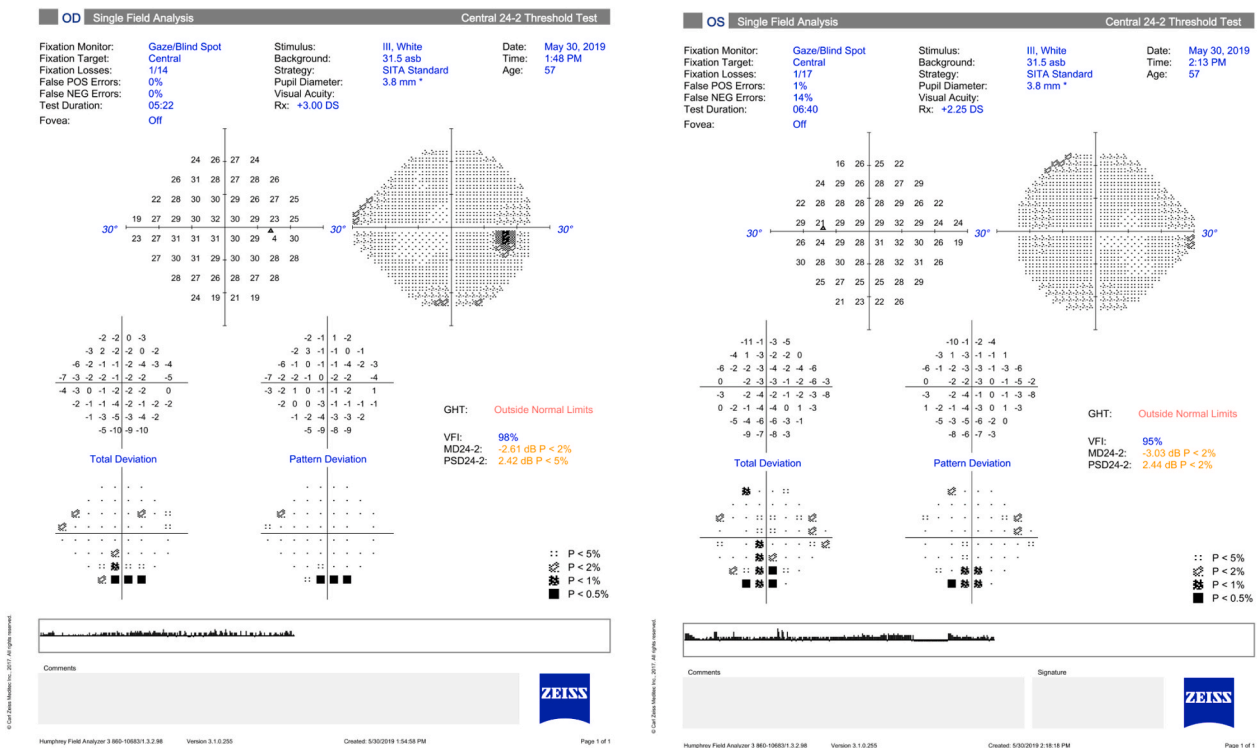 OD Single Field Analysis Central 24-2 Threshold Test
Fixation Monitor: Gaze/Blind Spot Stimulus: III, White Date: May 30, 2019
Fixation Target: Central Background: 31.5 asb Time: 1:48 PM
Fixation Losses: 1/14 Strategy: SITA Standard Age: 57
False POS Errors: 0% Pupil Diameter: 3.8 mm *
False NEG Errors: 0% Visual Acuity:
Test Duration: 05:22 Rx: +3.00 DS
Fovea: Off
24 26 27 24
26 31 28 27 28 26
22 28 30 30 29 26 27 25
19 27 29 30 32 30 29 23 25
30° 30° 30°
23 27 31 31 31 30 29 4 30
27 30 31 29 30 30 28 28
28 27 26 28 27 28
24 19 21 19
-2 -2 0 -3
-3 2 -2 -2 0 -2
-6 -2 -1 -1 -2 -4 -3 -4
-7 -3 -2 -2 -1 -2 -2 -5
-4 -3 0 -1 -2 -2 -2 0
-2 -1 -1 -4 -2 -1 -2 -2
-1 -3 -5 -3 -4 -2
-5 -10 -9 -10
-2 -1 1 -2
-2 3 -1 -1 0 -1
-6 -1 0 -1 -1 -4 -2 -3
-7 -2 -2 -1 0 -2 -2 -4
-3 -2 1 0 -1 -1 -2 1
-2 0 0 -3 -1 -1 -1 -1
-1 -2 -4 -3 -3 -1
-5 -9 -8 -9
GHT: Outside Normal Limits
VFI: 98%
MD24-2: -2.61 dB P < 2%
PSD24-2: 2.42 dB P < 5%
Total Deviation Pattern Deviation
P < 5%
P < 2%
P < 1%
P < 0.5%
Comments
ZEISS
© Carl Zeiss Meditec Inc., 2017. All rights reserved.
Humphrey Field Analyzer 3 860-10683/1.3.2.98 Version 3.1.0.255 Created: 5/30/2019 1:54:58 PM Page 1 of 1
OS Single Field Analysis Central 24-2 Threshold Test
Fixation Monitor: Gaze/Blind Spot Stimulus: III, White Date: May 30, 2019
Fixation Target: Central Background: 31.5 asb Time: 2:13 PM
Fixation Losses: 1/17 Strategy: SITA Standard Age: 57
False POS Errors: 1% Pupil Diameter: 3.8 mm *
False NEG Errors: 14% Visual Acuity:
Test Duration: 06:40 Rx: +2.25 DS
Fovea: Off
16 26 25 22
24 29 26 28 27 29
22 28 28 28 28 29 26 22
29 21 29 29 29 32 29 24 24
30° 30° 30°
26 24 29 28 31 32 30 26 19
30 28 30 28 28 32 31 26
25 27 25 25 28 29
21 23 22 26
-11 -1 -3 -5
-4 1 -3 -2 -2 0
-6 -2 -2 -3 -3 -1 -3 -6
0 -2 -3 -3 -2 -1 -2 -6 -3
-3 -2 -4 -2 -1 -2 -3 -8
0 -2 -1 -4 -4 0 1 -3
-5 -4 -6 -6 -3 -1
-9 -7 -8 -3
-10 -1 -2 -4
-3 1 -3 -1 -1 1
-6 -1 -2 -2 -2 -1 -3 -6
0 -2 -2 -3 0 -1 -5 -2
-3 -2 -4 -1 0 -2 -3 -8
1 -2 -1 -4 -3 0 1 -3
-5 -3 -6 -5 -3 -1
-8 -6 -7 -3
GHT: Outside Normal Limits
VFI: 95%
MD24-2: -3.03 dB P < 2%
PSD24-2: 2.44 dB P < 2%
Total Deviation Pattern Deviation
P < 5%
P < 2%
P < 1%
P < 0.5%
Comments Signature
ZEISS
© Carl Zeiss Meditec Inc., 2017. All rights reserved.
Humphrey Field Analyzer 3 860-10683/1.3.2.98 Version 3.1.0.255 Created: 5/30/2019 2:18:18 PM Page 1 of 1